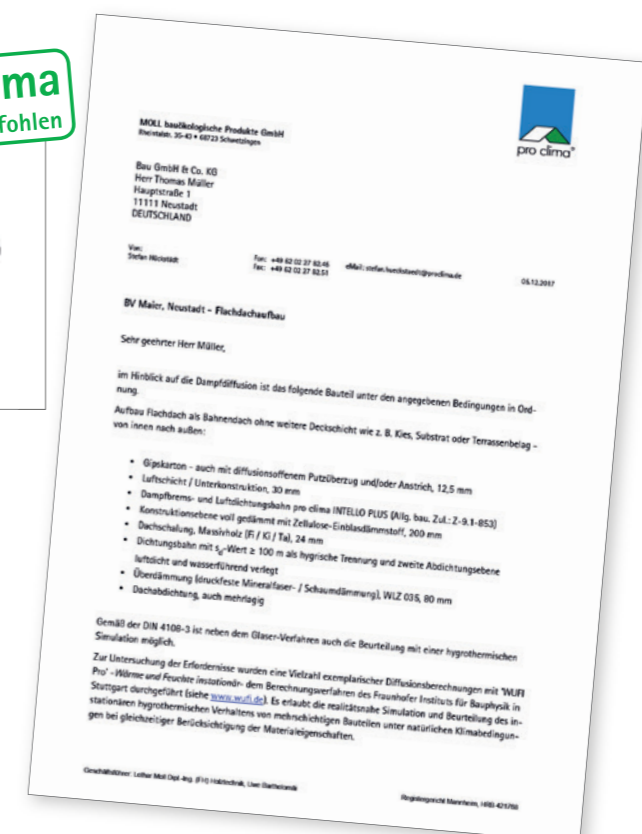 ma
fohlen
pro clima®
MOLL bauökologische Produkte GmbH
Rheintalstr. 35-43 • 68723 Schwetzingen
Bau GmbH & Co. KG
Herr Thomas Müller
Hauptstraße 1
11111 Neustadt
DEUTSCHLAND
Von:
Stefan Hückstädt
Fon: +49 62 02 27 82.46
Fax: +49 62 02 27 82.51
eMail: stefan.hueckstaedt@proclima.de
05.12.2017
BV Maier, Neustadt – Flachdachaufbau
Sehr geehrter Herr Müller,
im Hinblick auf die Dampfdiffusion ist das folgende Bauteil unter den angegebenen Bedingungen in Ord-
nung.
Aufbau Flachdach als Bahnendach ohne weitere Deckschicht wie z. B. Kies, Substrat oder Terrassenbelag –
von innen nach außen:
• Gipskarton - auch mit diffusionsoffenem Putzüberzug und/oder Anstrich, 12,5 mm
• Luftschicht / Unterkonstruktion, 30 mm
• Dampfbrems- und Luftdichtungsbahn pro clima INTELLO PLUS (Allg. bau. Zul.: Z-9.1-853)
• Konstruktionsebene voll gedämmt mit Zellulose-Einblasdämmstoff, 200 mm
• Dachschalung, Massivholz (Fi / Ki / Ta), 24 mm
• Dichtungsbahn mit sd-Wert ≥ 100 m als hygrische Trennung und zweite Abdichtungsebene
luftdicht und wasserführend verlegt
• Überdämmung (druckfeste Mineralfaser- / Schaumdämmung), WLZ 035, 80 mm
• Dachabdichtung, auch mehrlagig
Gemäß der DIN 4108-3 ist neben dem Glaser-Verfahren auch die Beurteilung mit einer hygrothermischen
Simulation möglich.
Zur Untersuchung der Erfordernisse wurden eine Vielzahl exemplarischer Diffusionsberechnungen mit 'WUFI
Pro' -Wärme und Feuchte instationär- dem Berechnungsverfahren des Fraunhofer Instituts für Bauphysik in
Stuttgart durchgeführt (siehe www.wufi.de). Es erlaubt die realitätsnahe Simulation und Beurteilung des in-
stationären hygrothermischen Verhaltens von mehrschichtigen Bauteilen unter natürlichen Klimabedingun-
gen bei gleichzeitiger Berücksichtigung der Materialeigenschaften.
Geschäftsführer: Lothar Moll Dipl.-Ing. (FH) Holztechnik, Uwe Bartholomäi
Registergericht Mannheim, HRB 421788